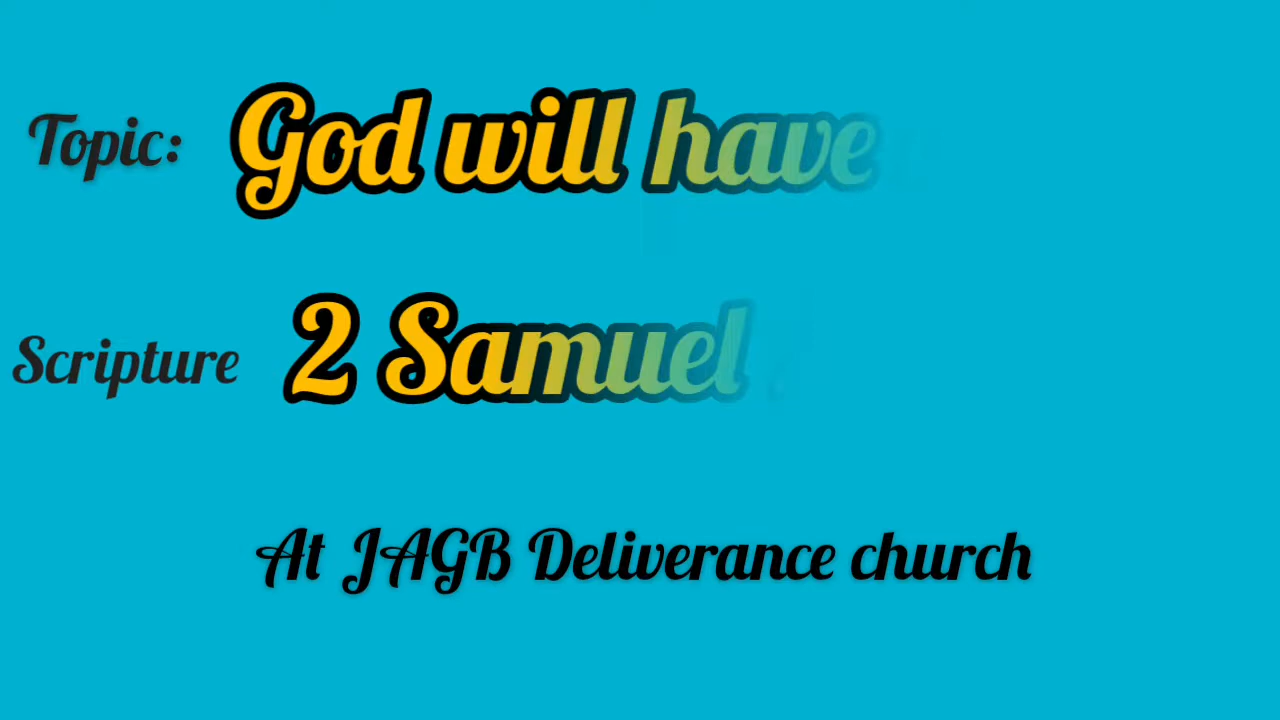 Topic: God will have
Scripture 2 Samuel
At JAGB Deliverance church